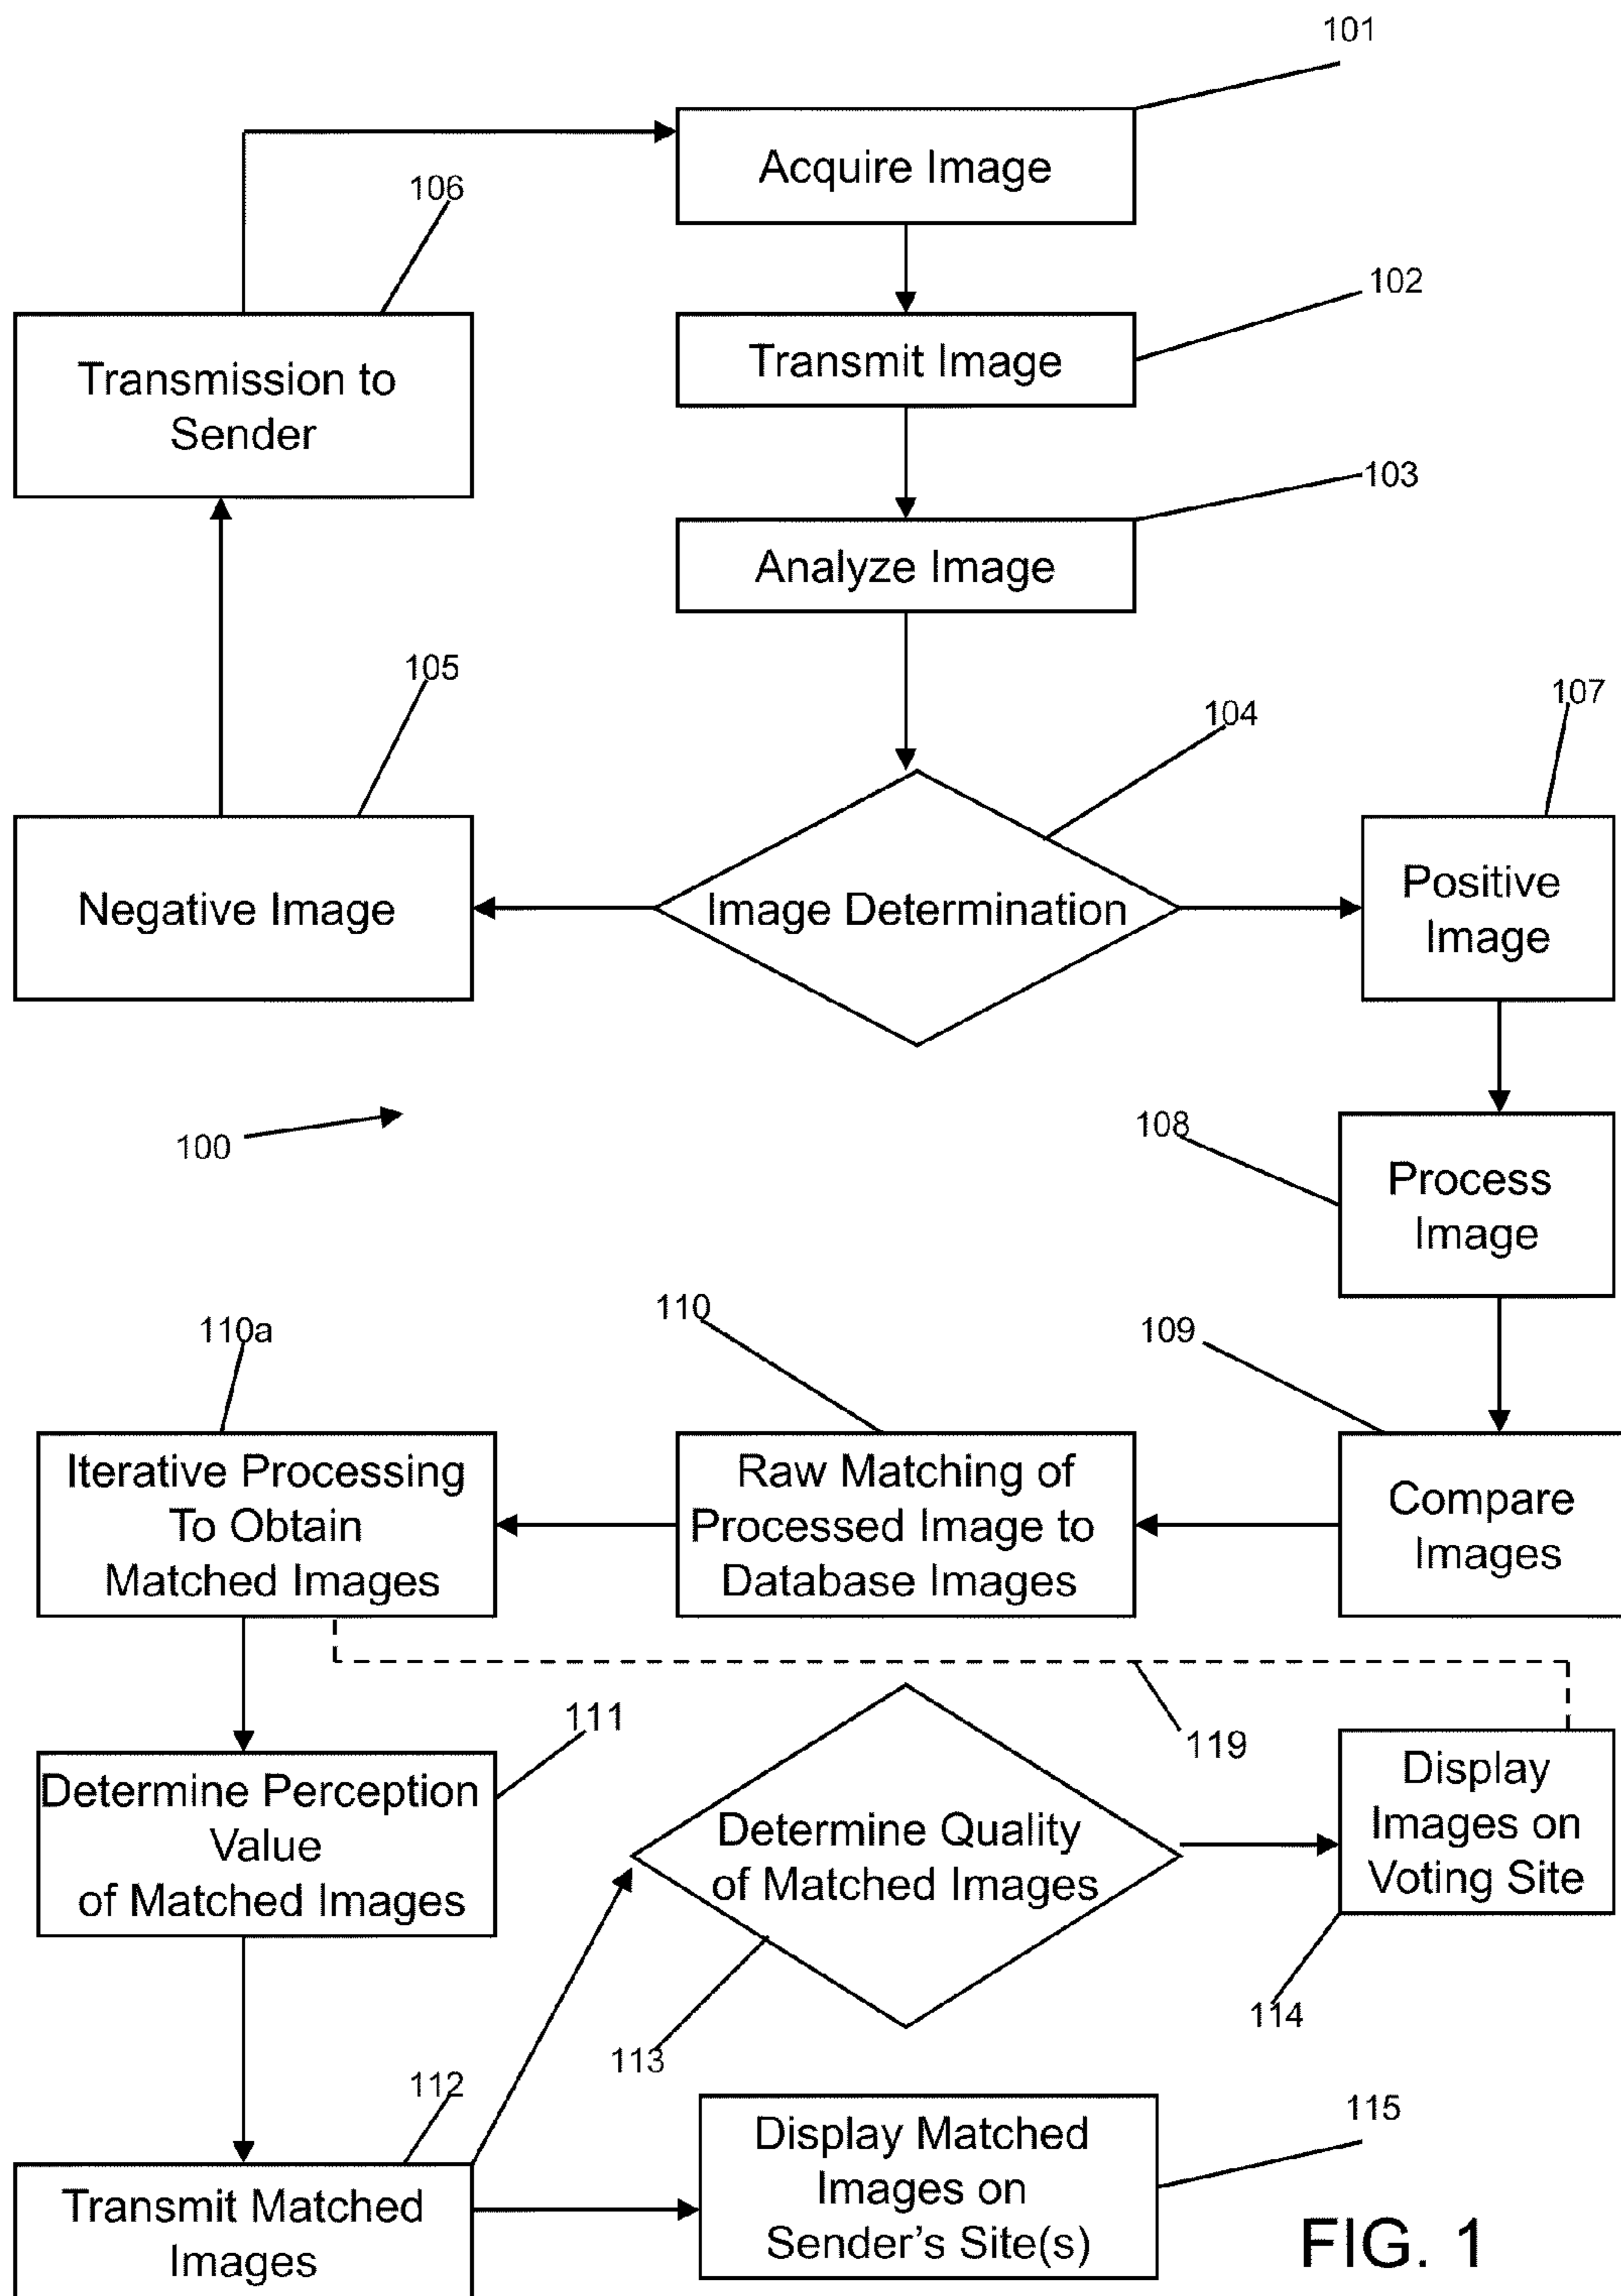 101
Acquire Image
106
102
Transmission to
Sender
Transmit Image
103
Analyze Image
105
104
107
Negative Image
Image Determination
Positive
Image
100
108
Process
Image
110a
110
109
Iterative Processing
To Obtain
Matched Images
Raw Matching of
Processed Image to
Database Images
Compare
Images
111
119
Determine Perception
Value
of Matched Images
Determine Quality
of Matched Images
Display
Images on
Voting Site
114
113
112
115
Transmit Matched
Images
Display Matched
Images on
Sender's Site(s)
FIG. 1